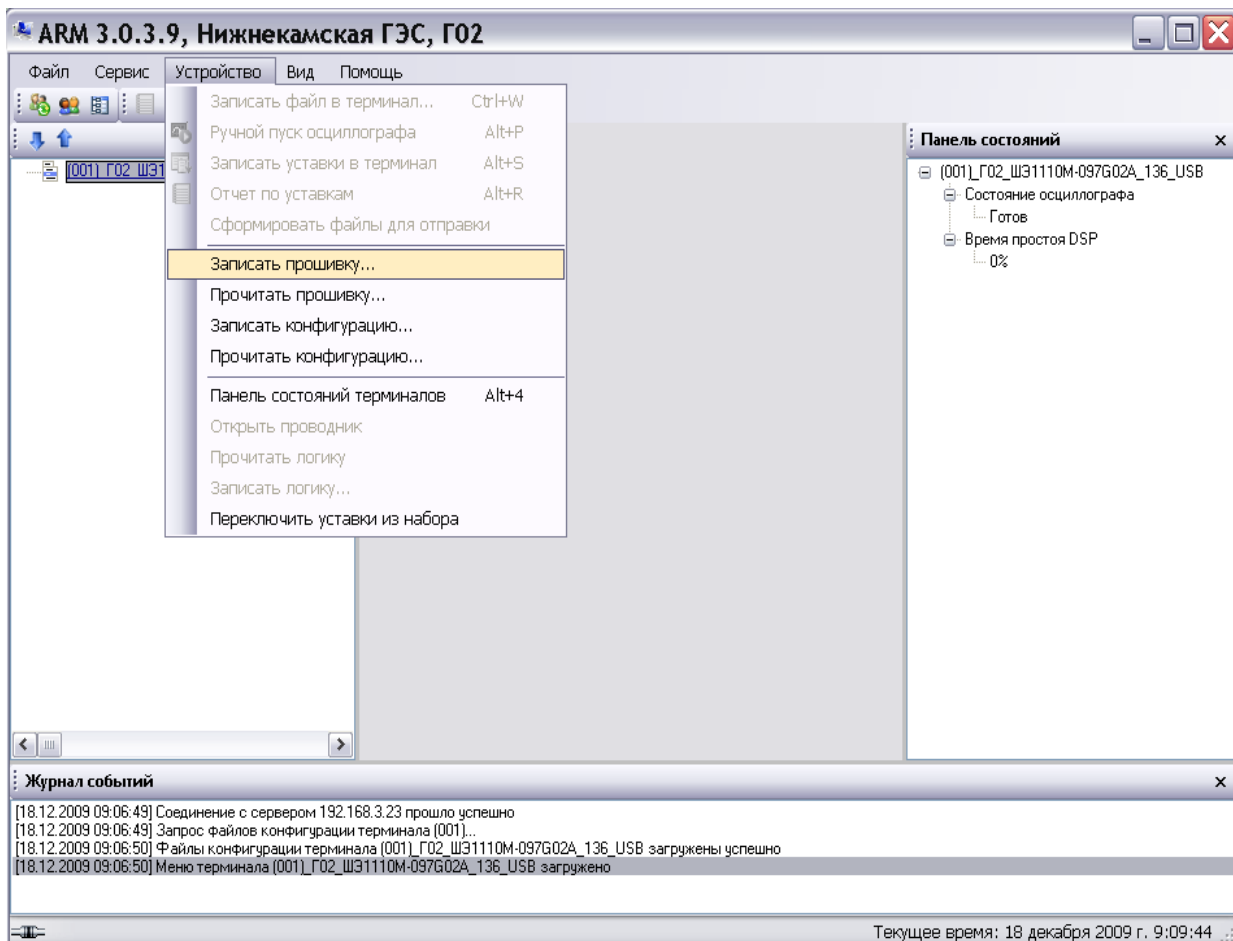 ARM 3.0.3.9, Нижнекамская ГЭС, Г02
Файл Сервис Устройство Вид Помощь
Записать файл в терминал... Ctrl+W
Ручной пуск осциллографа Alt+P
Записать уставки в терминал Alt+S
Отчет по уставкам Alt+R
Сформировать файлы для отправки
Записать прошивку...
Прочитать прошивку...
Записать конфигурацию...
Прочитать конфигурацию...
Панель состояний терминалов Alt+4
Открыть проводник
Прочитать логику
Записать логику...
Переключить уставки из набора
(001)_Г02_ШЭ1
Панель состояний
(001)_Г02_ШЭ1110М-097G02A_136_USB
Состояние осциллографа
Готов
Время простоя DSP
0%
Журнал событий
[18.12.2009 09:06:49] Соединение с сервером 192.168.3.23 прошло успешно
[18.12.2009 09:06:49] Запрос файлов конфигурации терминала (001)...
[18.12.2009 09:06:50] Файлы конфигурации терминала (001)_Г02_ШЭ1110М-097G02A_136_USB загружены успешно
[18.12.2009 09:06:50] Меню терминала (001)_Г02_ШЭ1110М-097G02A_136_USB загружено
Текущее время: 18 декабря 2009 г. 9:09:44